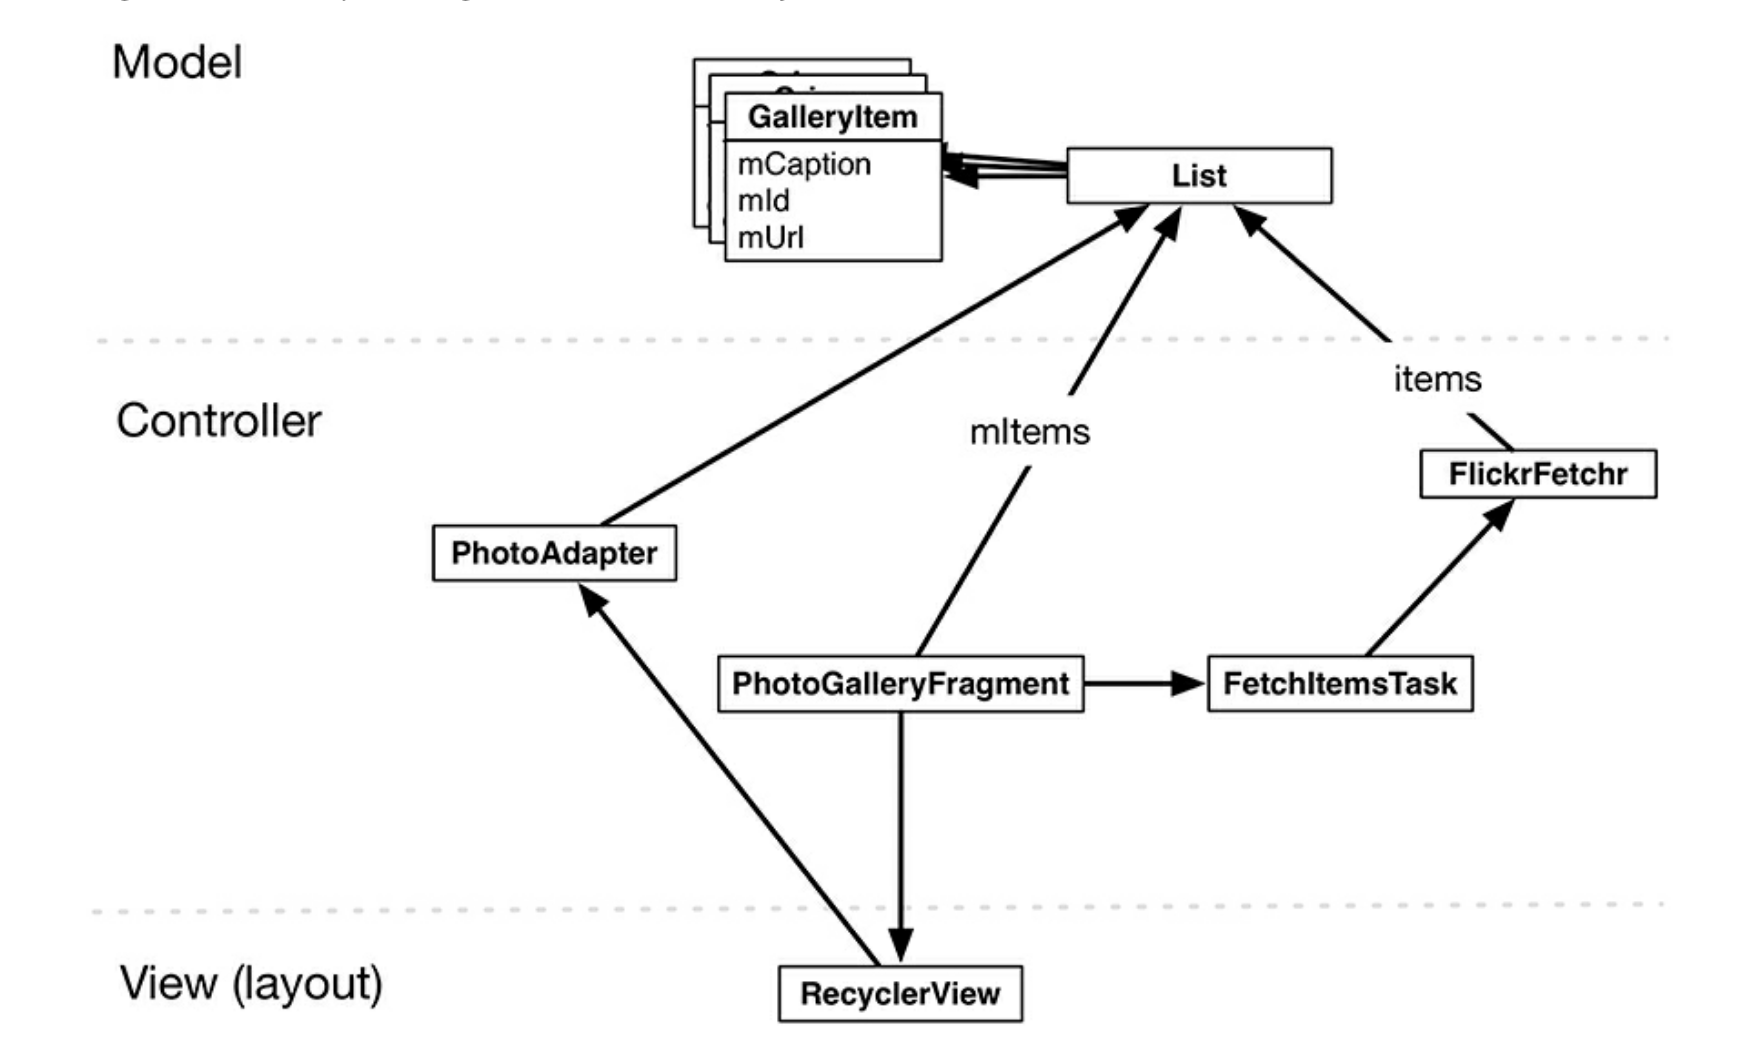 Model
GalleryItem
mCaption
mId
mUrl
List
items
Controller
mItems
FlickrFetchr
PhotoAdapter
PhotoGalleryFragment
FetchItemsTask
View (layout)
RecyclerView